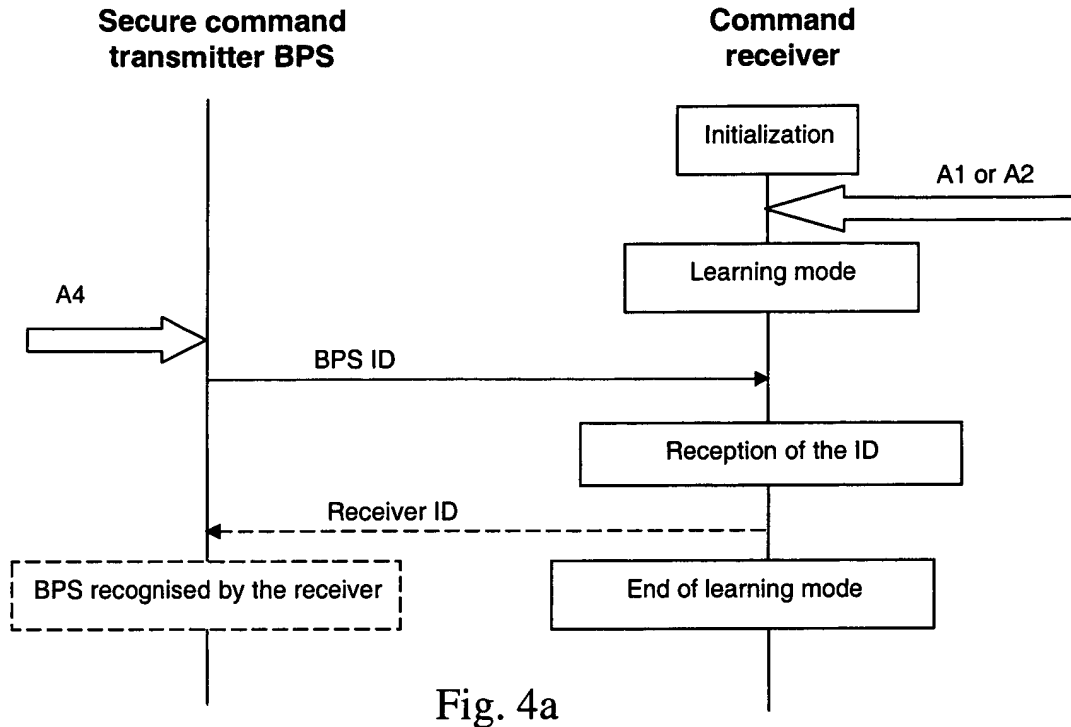 Secure command
transmitter BPS
Command
receiver
Initialization
A1 or A2
Learning mode
A4
BPS ID
Reception of the ID
Receiver ID
BPS recognised by the receiver
End of learning mode
Fig. 4a